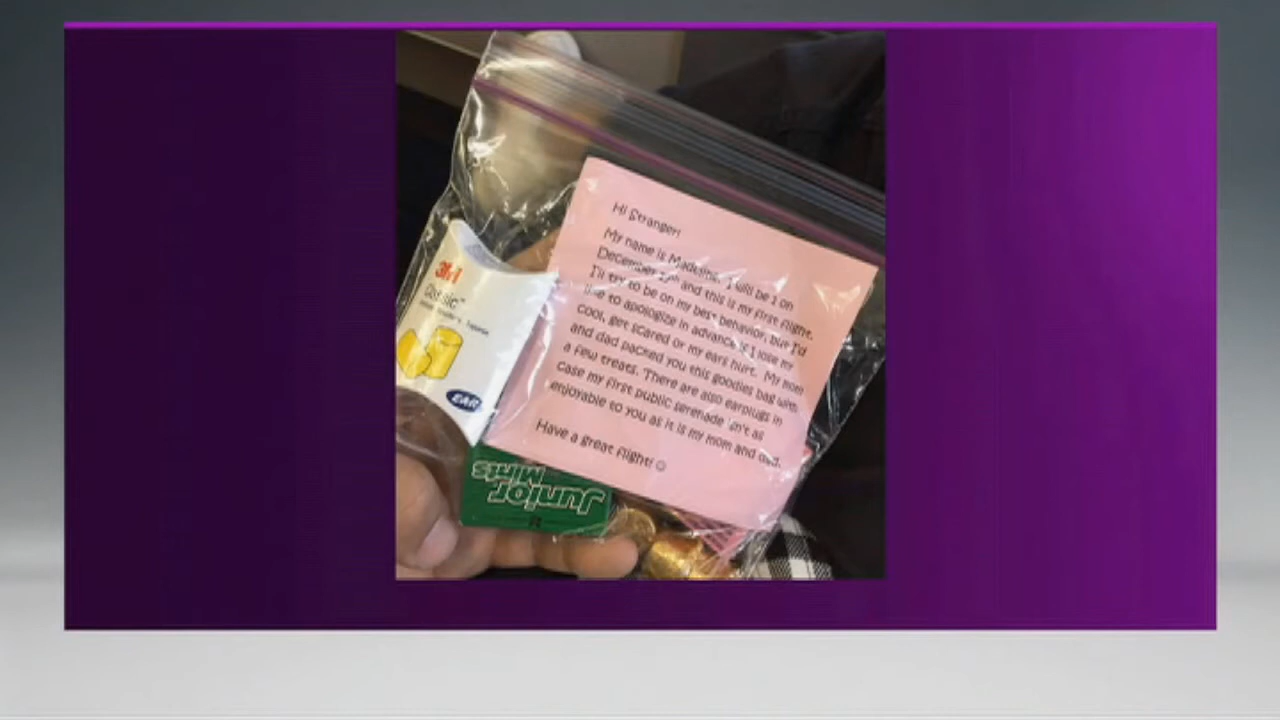 Hi Stranger!
My name is Madeline. I will be 1 on
December and this is my first flight.
I'll try to be on my best behavior, but I'd
like to apologize in advance if I lose my
cool, get scared or my ears hurt. My mom
and dad packed you this goodies bag with
a few treats. There are also earplugs in
case my first public serenade isn't as
enjoyable to you as it is my mom and dad.
Have a great flight! ☺
3M
Classic™
EAR
Junior
Mints